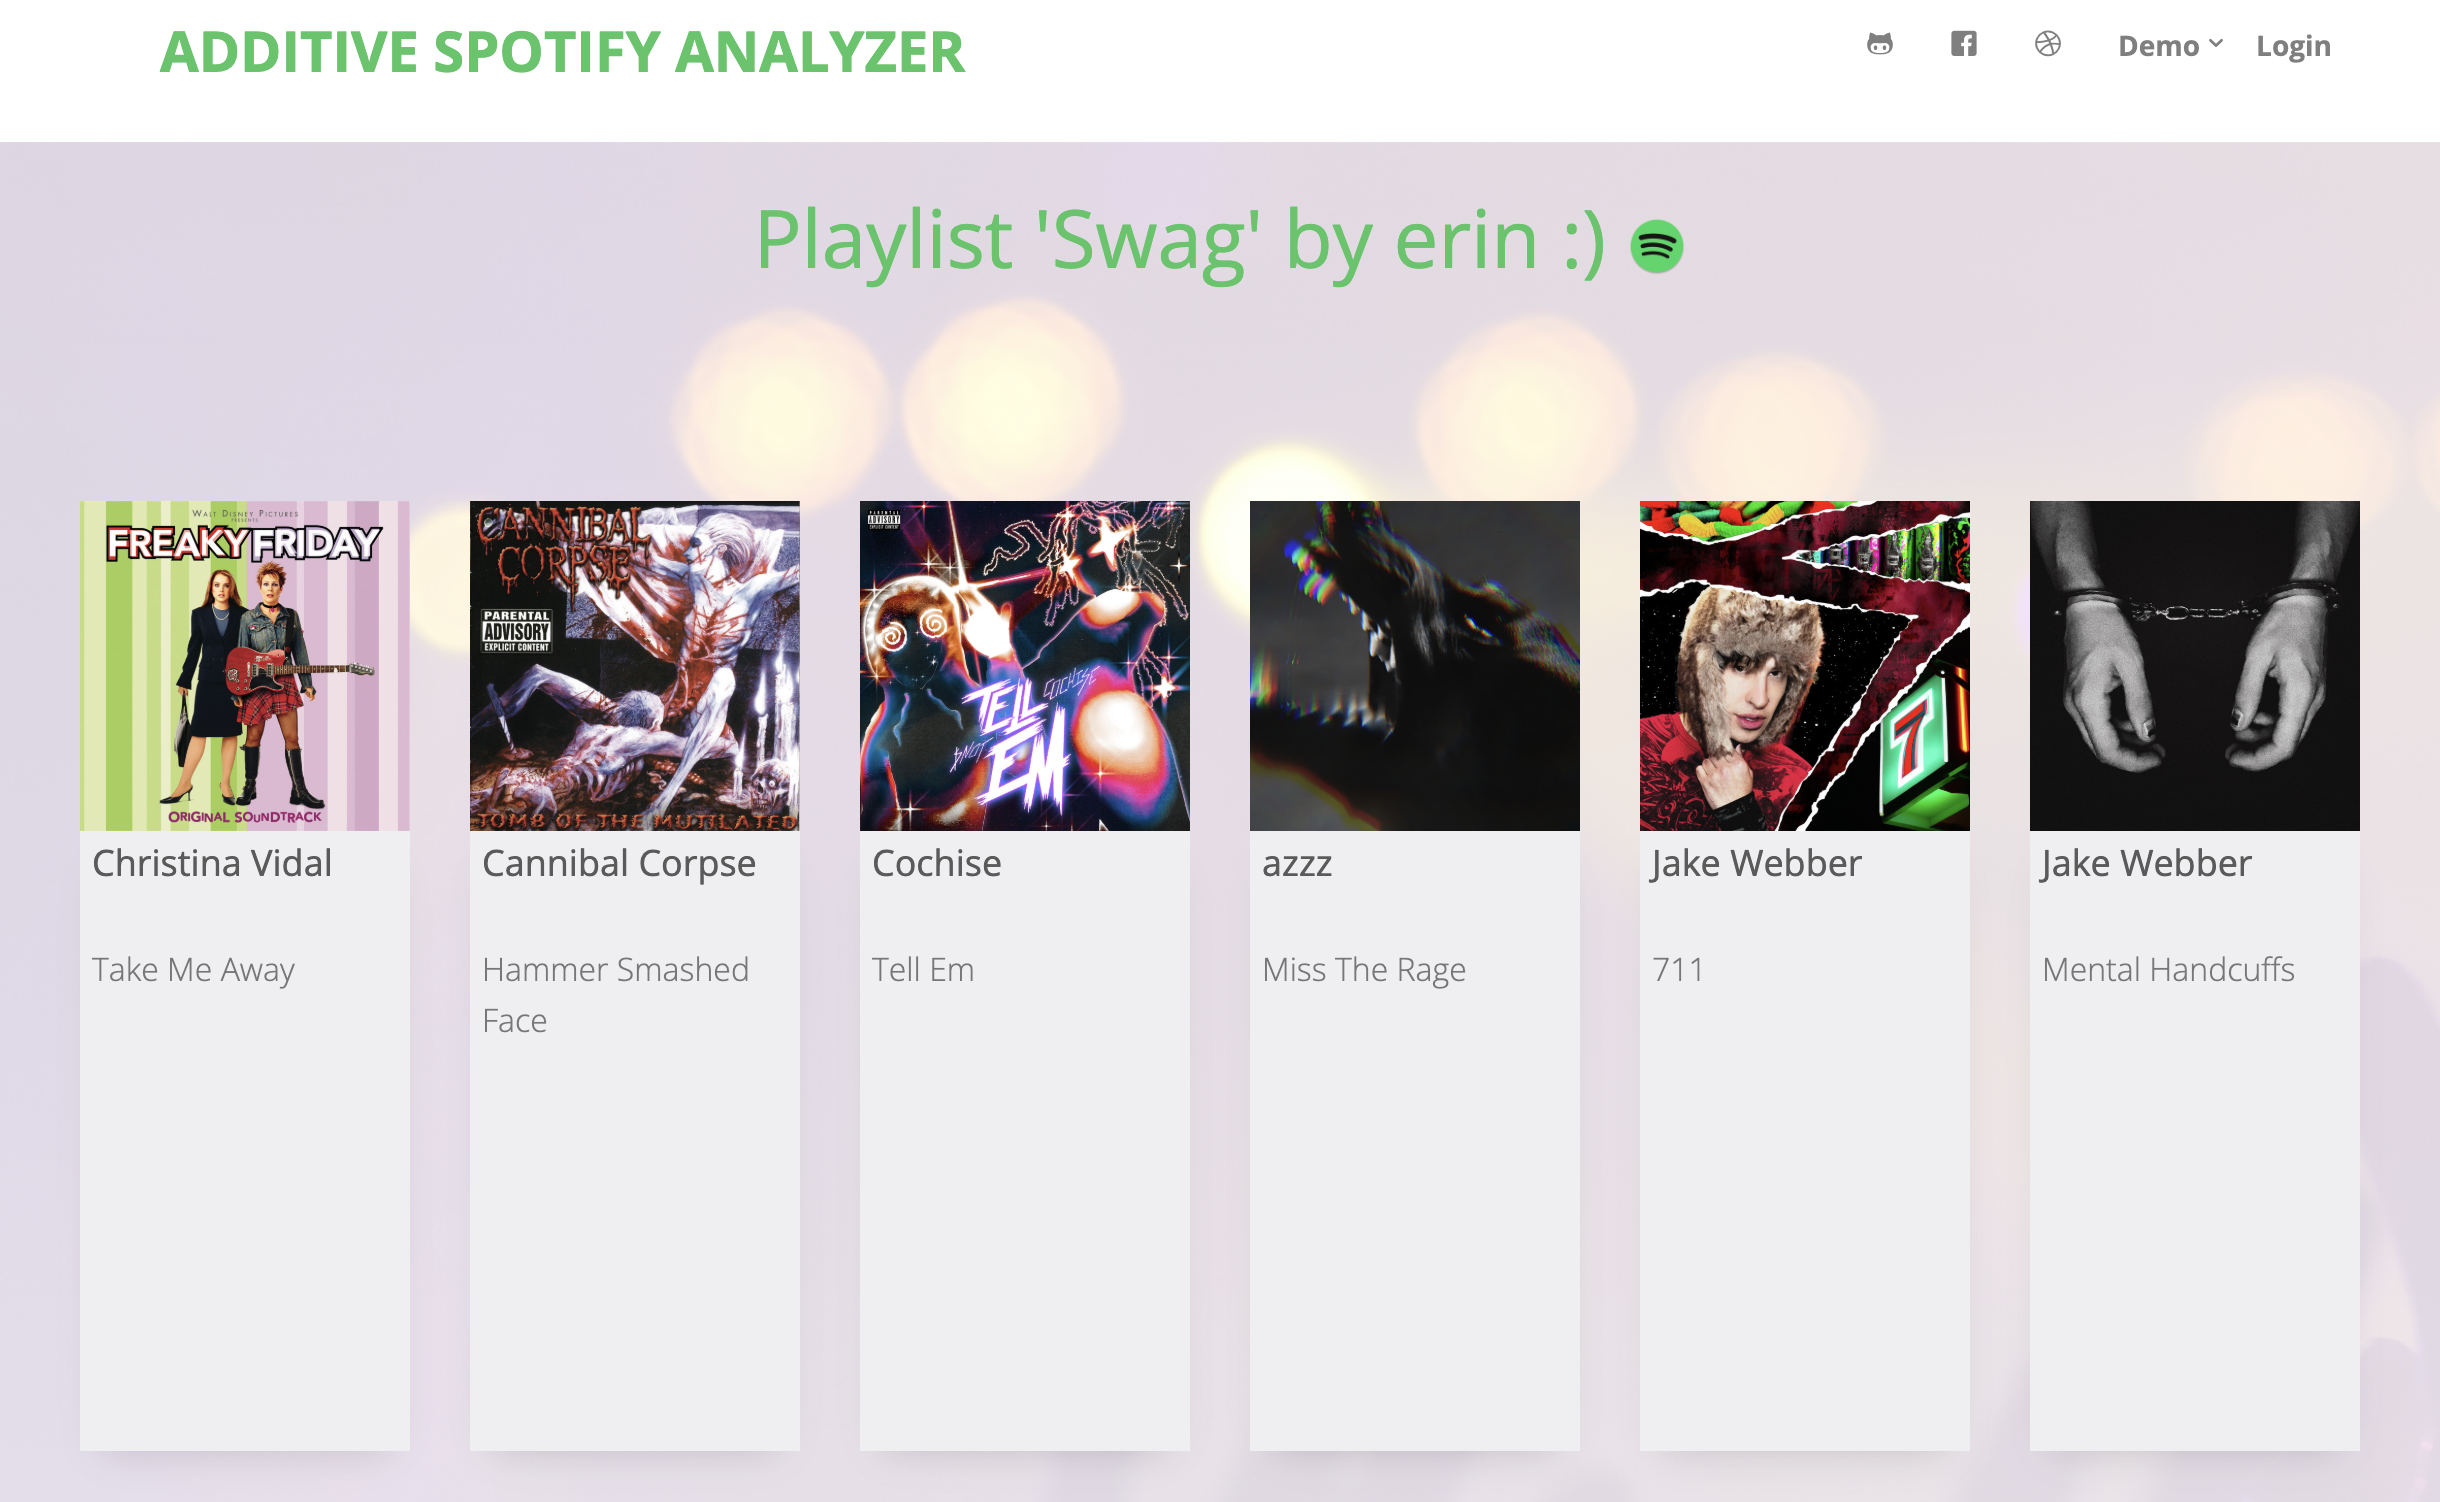 ADDITIVE SPOTIFY ANALYZER
Demo
Login
Playlist 'Swag' by erin :)
WALT DISNEY PICTURES
PRESENTS
FREAKY FRIDAY
ORIGINAL SOUNDTRACK
Christina Vidal
Take Me Away
CANNIBAL
CORPSE
PARENTAL
ADVISORY
EXPLICIT CONTENT
TOMB OF THE MUTILATED
Cannibal Corpse
Hammer Smashed
Face
PARENTAL
ADVISORY
EXPLICIT CONTENT
TELL
COCHISE
$NOT
EM
Cochise
Tell Em
azzz
Miss The Rage
7
Jake Webber
711
Jake Webber
Mental Handcuffs